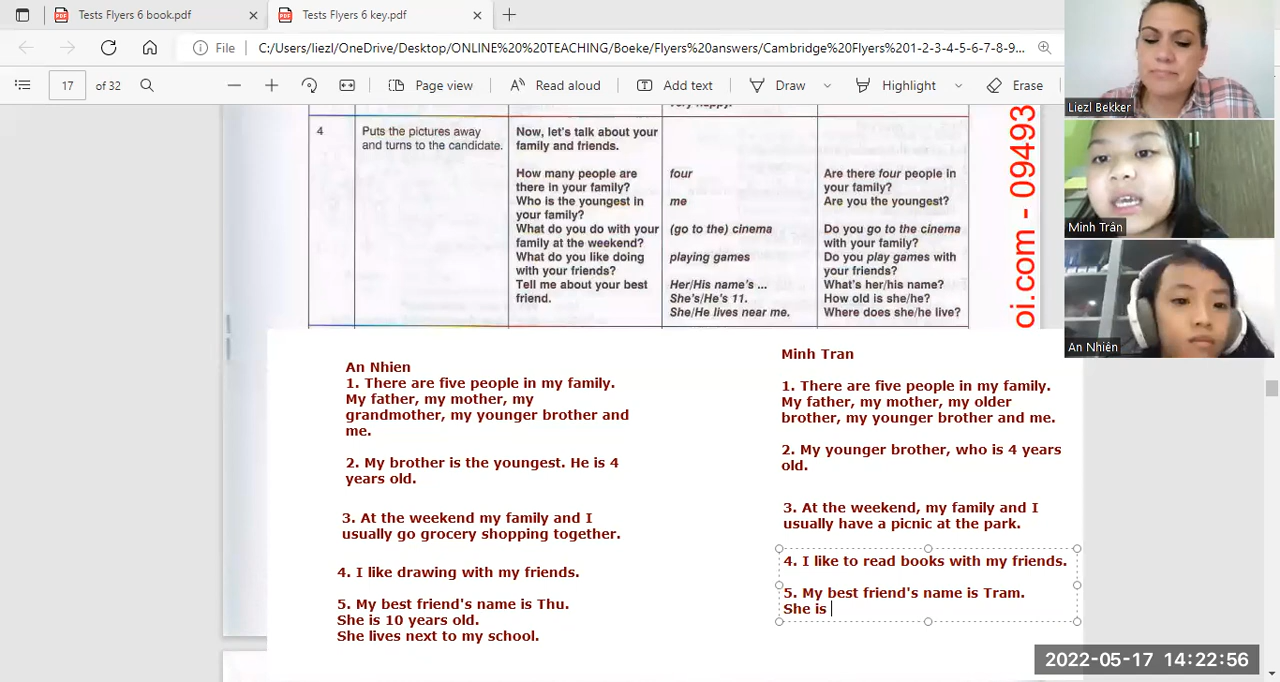 Tests Flyers 6 book.pdf
Tests Flyers 6 key.pdf
File
C:/Users/liezl/OneDrive/Desktop/ONLINE%20%20TEACHING/Boeke/Flyers%20answers/Cambridge%20Flyers%201-2-3-4-5-6-7-8-9...
17 of 32
Page view
Read aloud
Add text
Draw
Highlight
Erase
very happy.
4
Puts the pictures away
and turns to the candidate.
Now, let's talk about your
family and friends.
How many people are
there in your family?
Who is the youngest in
your family?
What do you do with your
family at the weekend?
What do you like doing
with your friends?
Tell me about your best
friend.
four
me
(go to the) cinema
playing games
Her/His name's ...
She's/He's 11.
She/He lives near me.
Are there four people in
your family?
Are you the youngest?
Do you go to the cinema
with your family?
Do you play games with
your friends?
What's her/his name?
How old is she/he?
Where does she/he live?
oi.com - 09493
An Nhien
1. There are five people in my family.
My father, my mother, my
grandmother, my younger brother and
me.
2. My brother is the youngest. He is 4
years old.
3. At the weekend my family and I
usually go grocery shopping together.
4. I like drawing with my friends.
5. My best friend's name is Thu.
She is 10 years old.
She lives next to my school.
Minh Tran
1. There are five people in my family.
My father, my mother, my older
brother, my younger brother and me.
2. My younger brother, who is 4 years
old.
3. At the weekend, my family and I
usually have a picnic at the park.
4. I like to read books with my friends.
5. My best friend's name is Tram.
She is
Liezl Bekker
Minh Trân
An Nhiên
2022-05-17 14:22:56